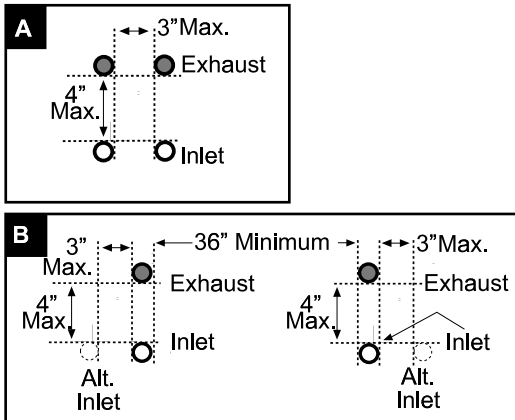 A
3” Max.
Exhaust
4”
Max.
Inlet
B
3”
Max.
36” Minimum
3”Max.
4”
Max.
Exhaust
Inlet
Alt.
Inlet
4”
Max.
Exhaust
Inlet
Alt.
Inlet